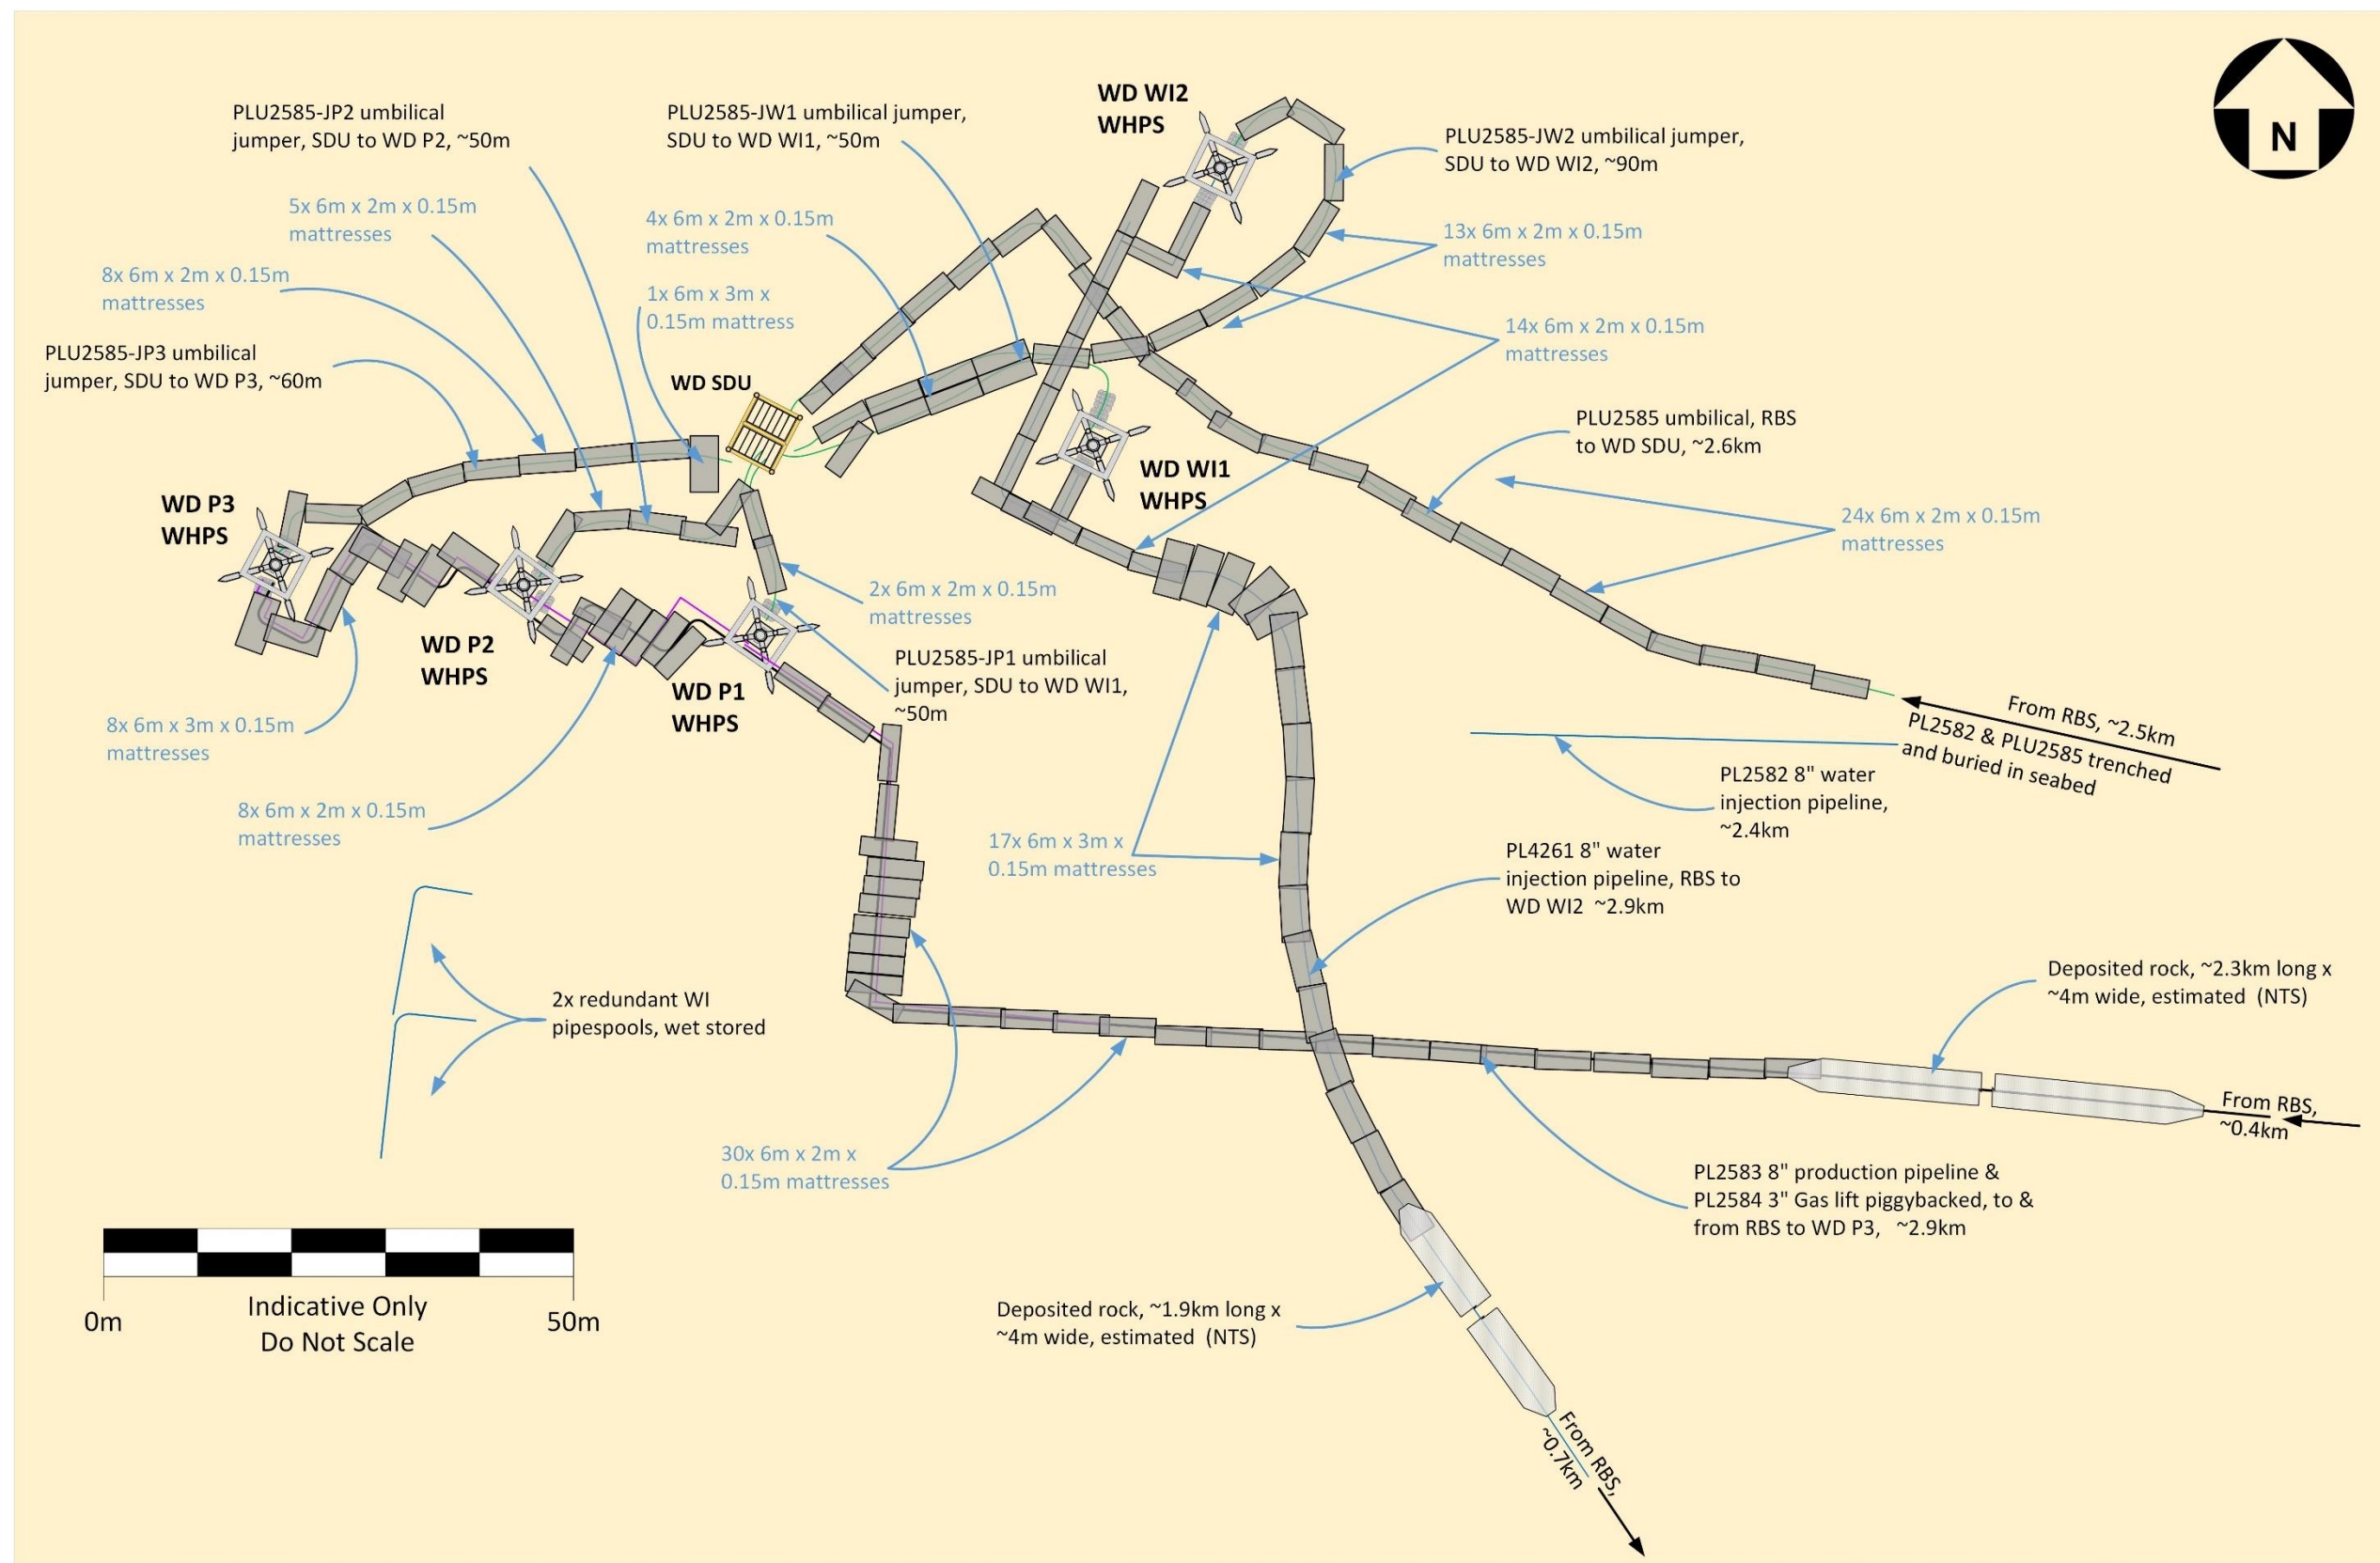 WD WI2
WHPS
PLU2585-JP2 umbilical
jumper, SDU to WD P2, ~50m
PLU2585-JW1 umbilical jumper,
SDU to WD WI1, ~50m
PLU2585-JW2 umbilical jumper,
SDU to WD WI2, ~90m
N
5x 6m x 2m x 0.15m
mattresses
4x 6m x 2m x 0.15m
mattresses
13x 6m x 2m x 0.15m
mattresses
8x 6m x 2m x 0.15m
mattresses
1x 6m x 3m x
0.15m mattress
14x 6m x 2m x 0.15m
mattresses
PLU2585-JP3 umbilical
jumper, SDU to WD P3, ~60m
WD SDU
PLU2585 umbilical, RBS
to WD SDU, ~2.6km
WD WI1
WHPS
WD P3
WHPS
24x 6m x 2m x 0.15m
mattresses
2x 6m x 2m x 0.15m
mattresses
WD P2
WHPS
PLU2585-JP1 umbilical
jumper, SDU to WD WI1,
~50m
WD P1
WHPS
From RBS, ~2.5km
PL2582 & PLU2585 trenched
and buried in seabed
8x 6m x 3m x 0.15m
mattresses
PL2582 8" water
injection pipeline,
~2.4km
8x 6m x 2m x 0.15m
mattresses
17x 6m x 3m x
0.15m mattresses
PL4261 8" water
injection pipeline, RBS to
WD WI2 ~2.9km
Deposited rock, ~2.3km long x
~4m wide, estimated (NTS)
2x redundant WI
pipespools, wet stored
From RBS,
~0.4km
30x 6m x 2m x
0.15m mattresses
PL2583 8" production pipeline &
PL2584 3" Gas lift piggybacked, to &
from RBS to WD P3, ~2.9km
Deposited rock, ~1.9km long x
~4m wide, estimated (NTS)
0m
Indicative Only
Do Not Scale
50m
From RBS,
~0.7km